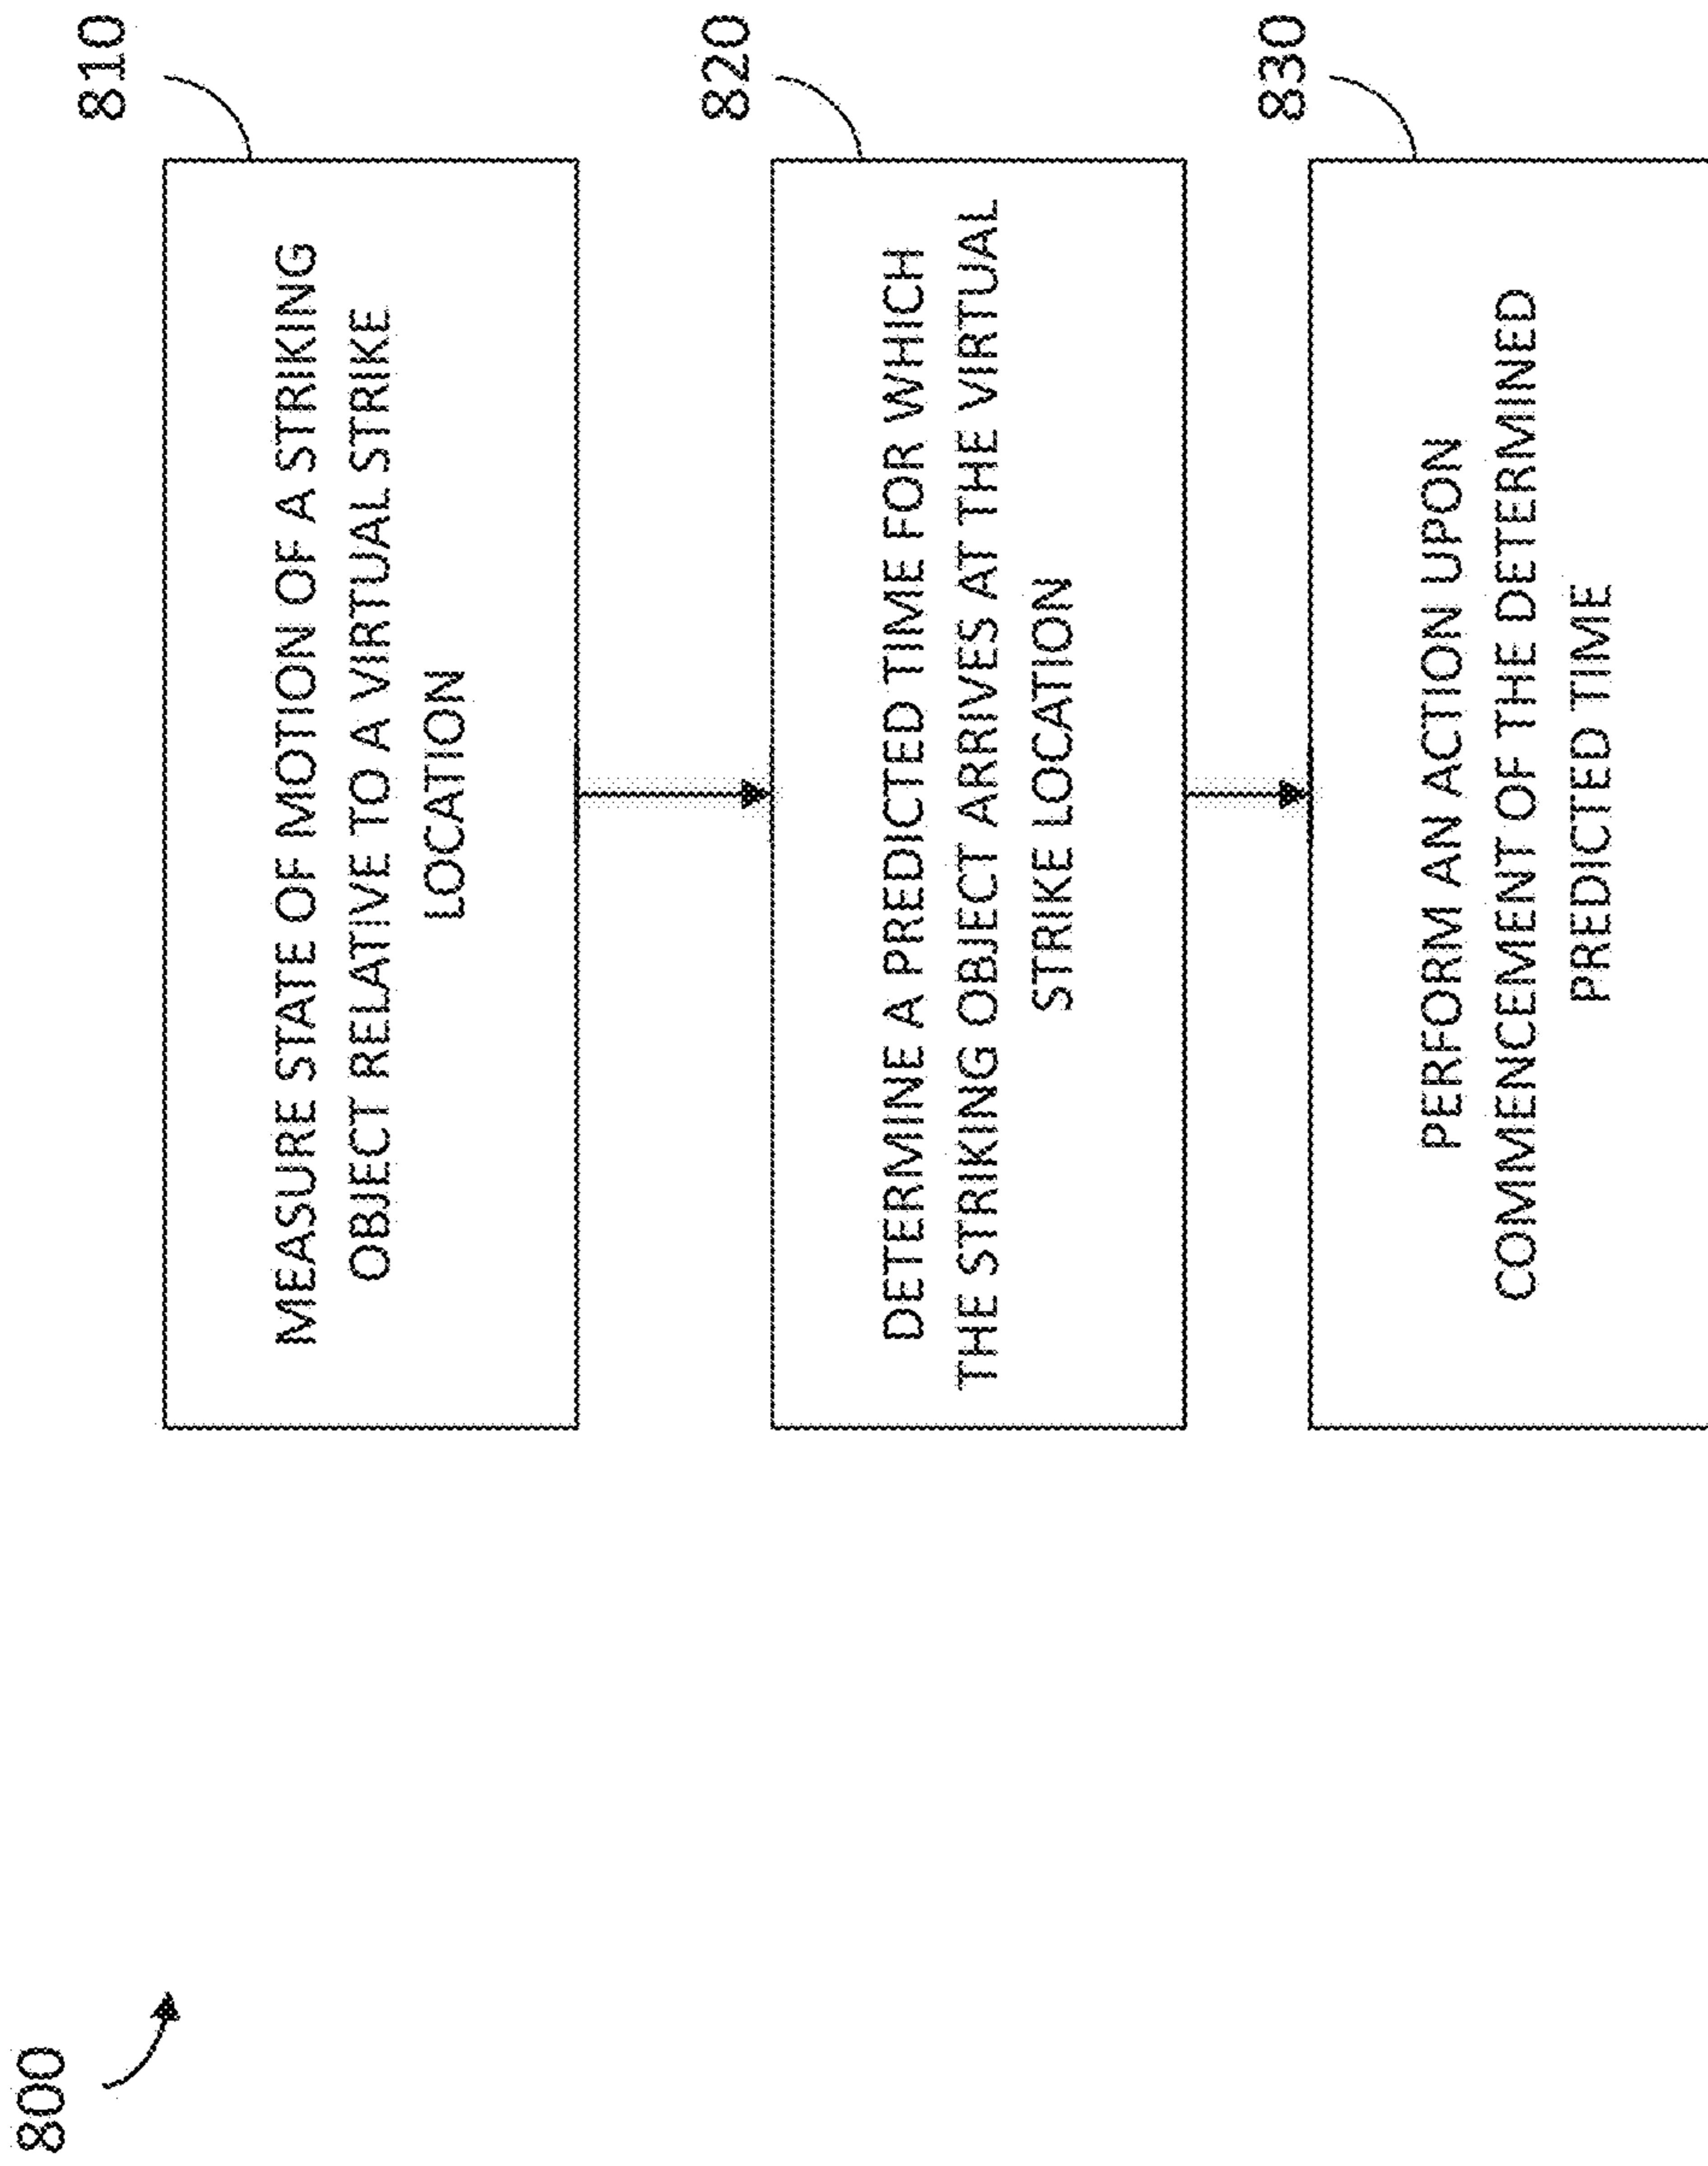 800
810
MEASURE STATE OF MOTION OF A STRIKING
OBJECT RELATIVE TO A VIRTUAL STRIKE
LOCATION
820
DETERMINE A PREDICTED TIME FOR WHICH
THE STRIKING OBJECT ARRIVES AT THE VIRTUAL
STRIKE LOCATION
830
PERFORM AN ACTION UPON
COMMENCEMENT OF THE DETERMINED
PREDICTED TIME